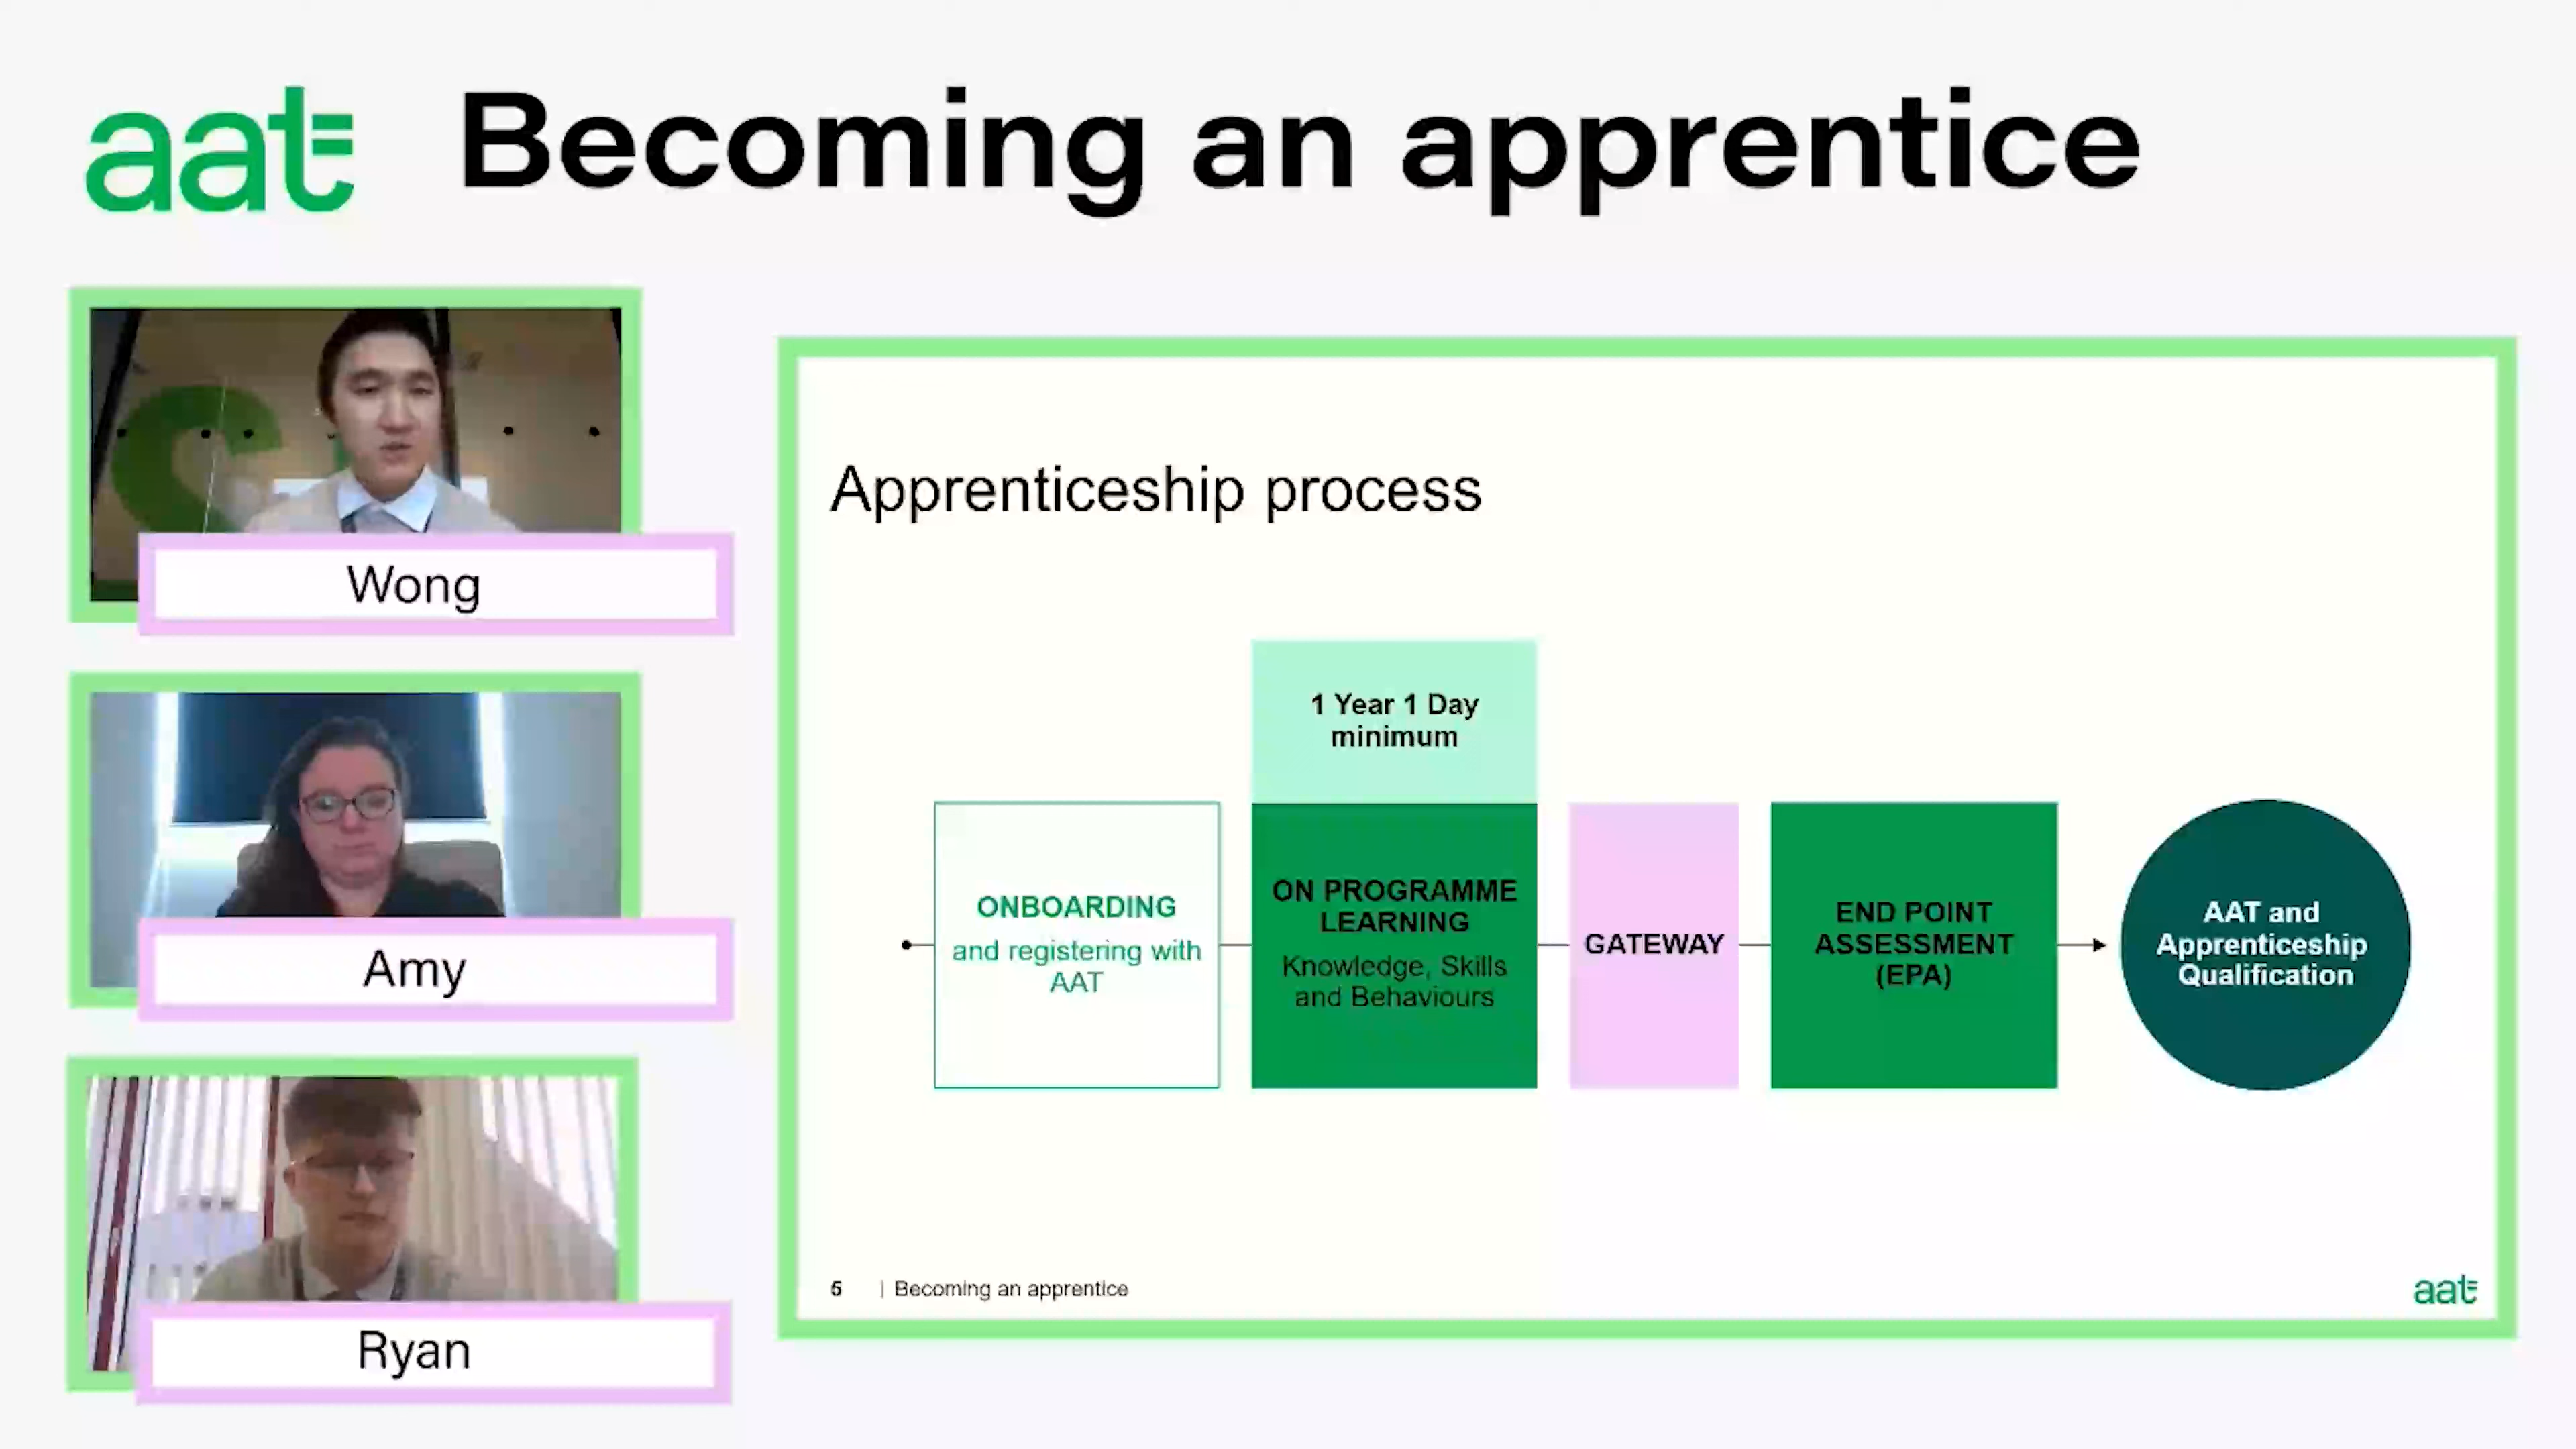 aat
Becoming an apprentice
Wong
Amy
Ryan
Apprenticeship process
1 Year 1 Day
minimum
ONBOARDING
and registering with
AAT
ON PROGRAMME
LEARNING
Knowledge, Skills
and Behaviours
GATEWAY
END POINT
ASSESSMENT
(EPA)
AAT and
Apprenticeship
Qualification
5 | Becoming an apprentice
aat